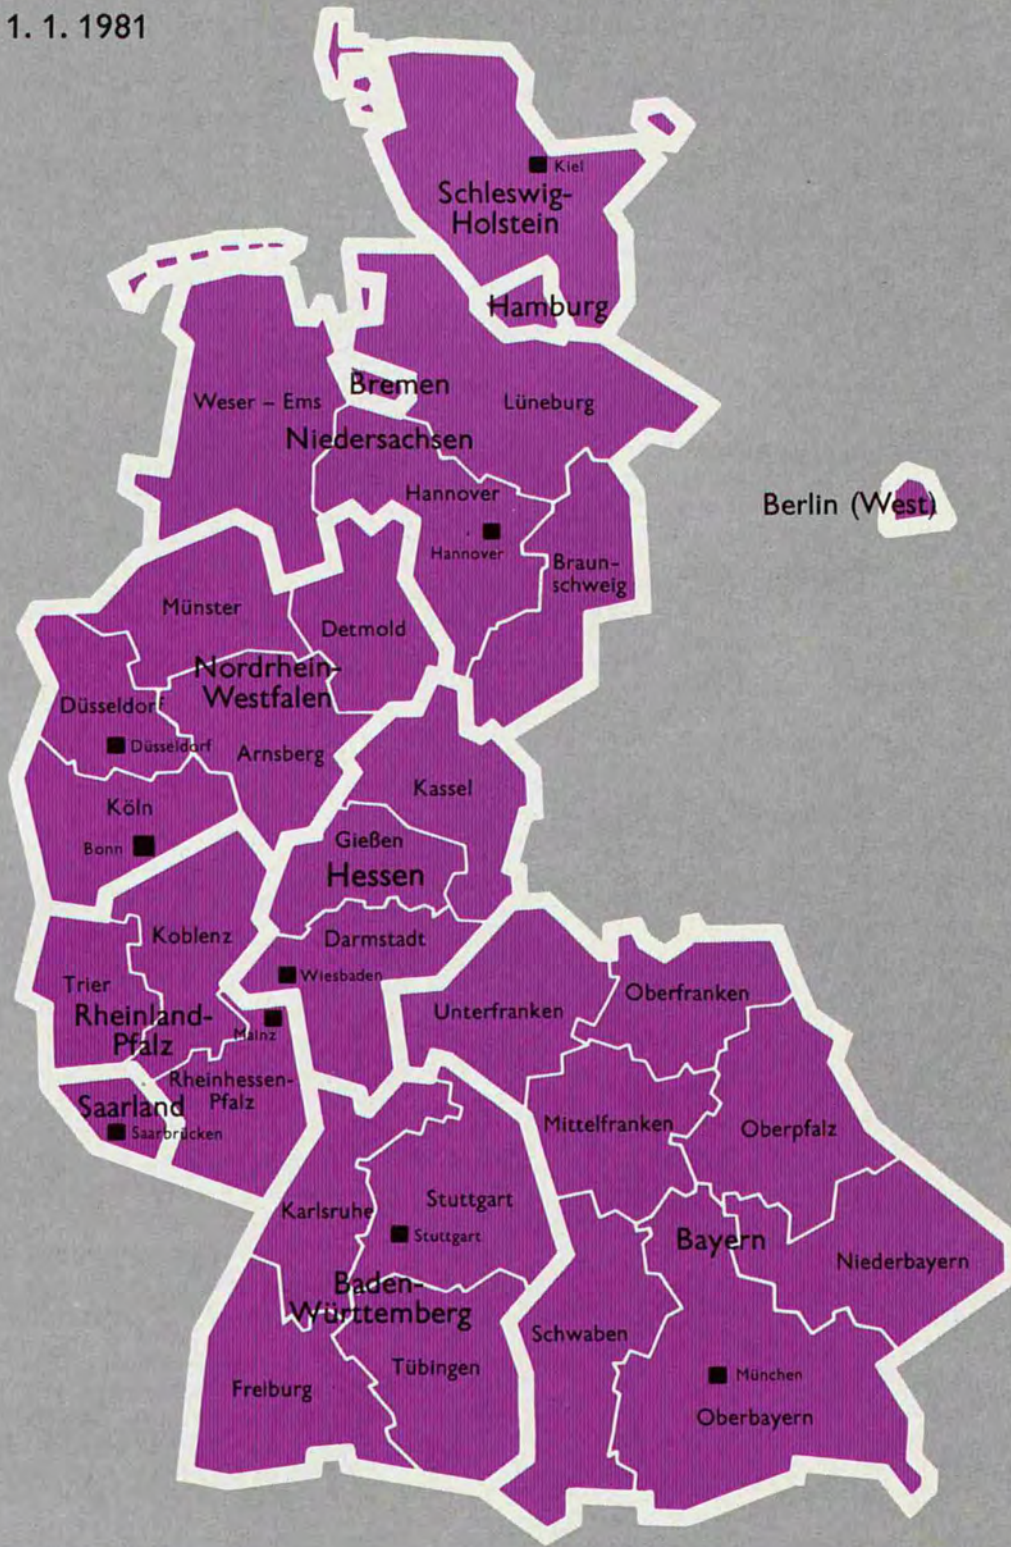 1. 1. 1981
Kiel
Schleswig-
Holstein
Hamburg
Bremen
Weser – Ems
Lüneburg
Niedersachsen
Hannover
Hannover
Berlin (West)
Braun-
schweig
Münster
Detmold
Nordrhein-
Westfalen
Düsseldorf
Düsseldorf
Arnsberg
Kassel
Köln
Bonn
Gießen
Hessen
Koblenz
Darmstadt
Wiesbaden
Trier
Rheinland-
Pfalz
Mainz
Unterfranken
Oberfranken
Rheinhessen-
Pfalz
Saarland
Saarbrücken
Mittelfranken
Oberpfalz
Karlsruhe
Stuttgart
Stuttgart
Bayern
Niederbayern
Baden-
Württemberg
Schwaben
Tübingen
Freiburg
München
Oberbayern